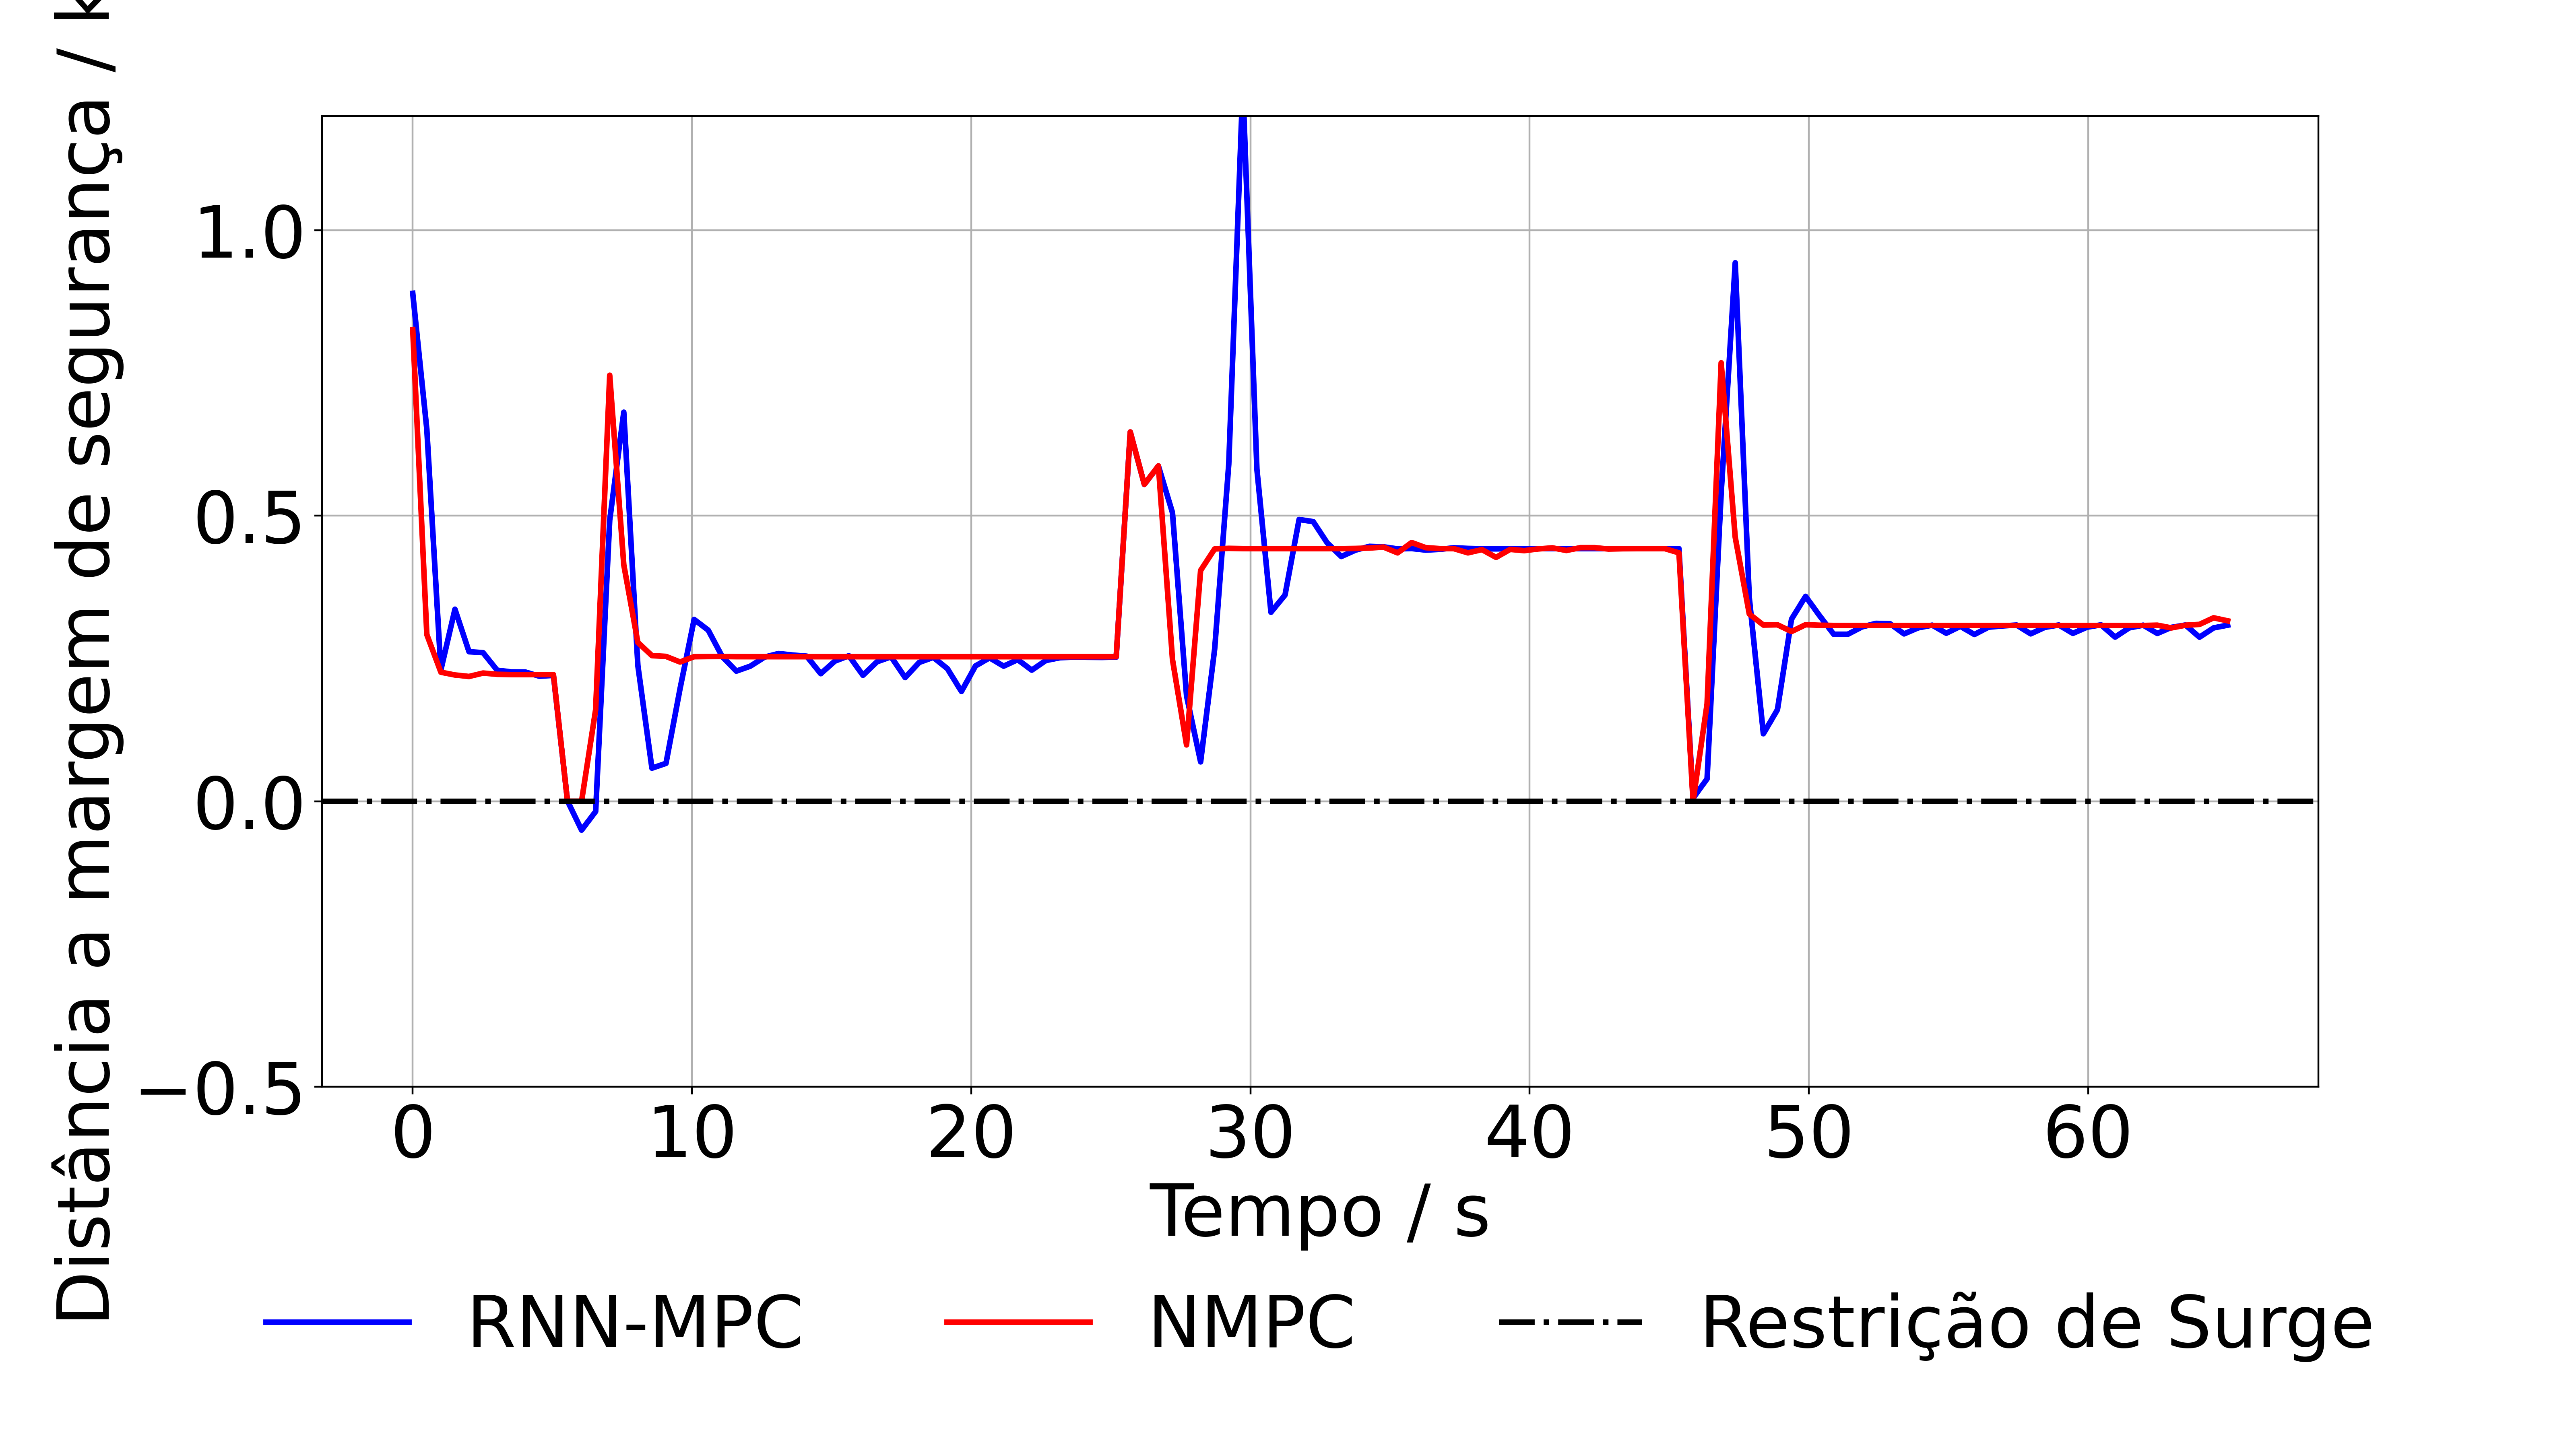 Distância a margem de segurança /
1.0
0.5
0.0
−0.5
0 10 20 30 40 50 60
Tempo / s
RNN-MPC NMPC Restrição de Surge